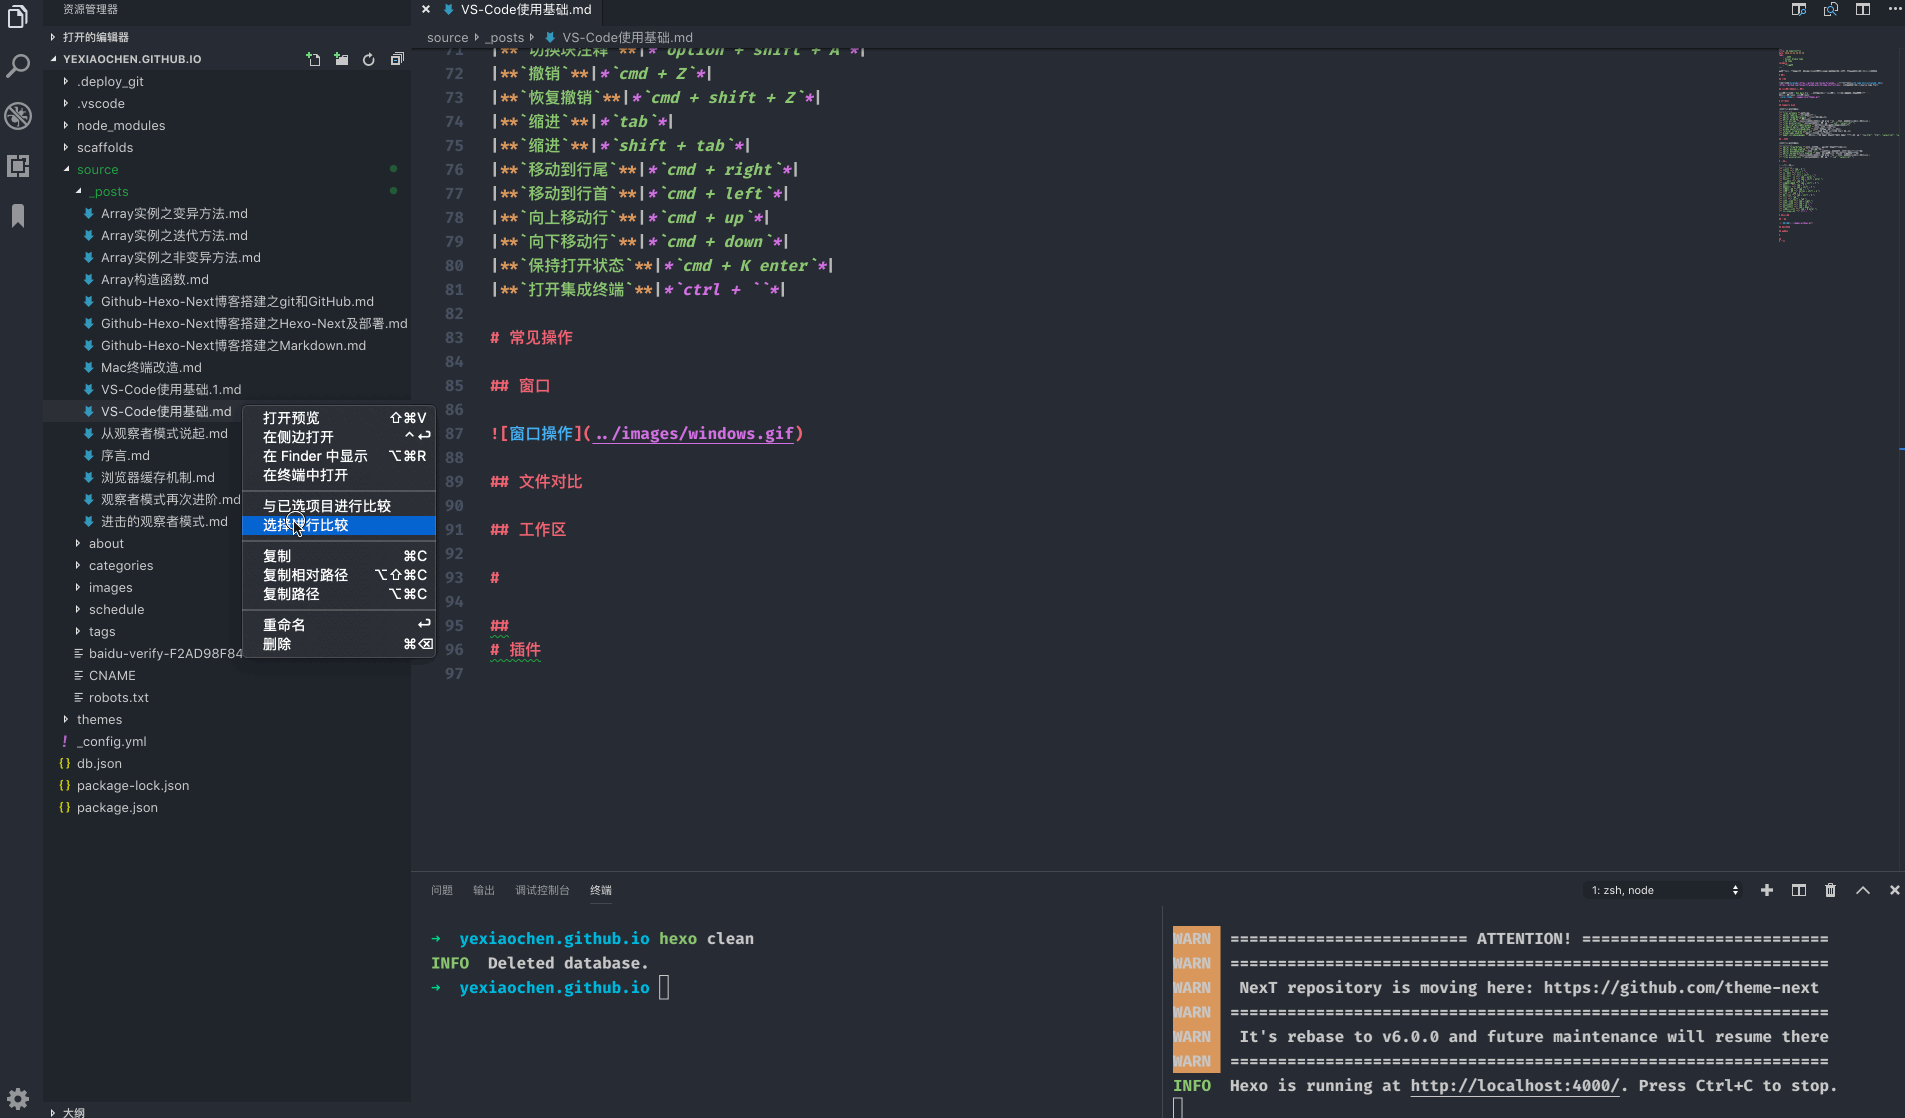 资源管理器
打开的编辑器
YEXIAOCHEN.GITHUB.IO
.deploy_git
.vscode
node_modules
scaffolds
source
_posts
Array实例之变异方法.md
Array实例之迭代方法.md
Array实例之非变异方法.md
Array构造函数.md
Github-Hexo-Next博客搭建之git和GitHub.md
Github-Hexo-Next博客搭建之Hexo-Next及部署.md
Github-Hexo-Next博客搭建之Markdown.md
Mac终端改造.md
VS-Code使用基础.1.md
VS-Code使用基础.md
从观察者模式说起.md
序言.md
浏览器缓存机制.md
观察者模式再次进阶.md
进击的观察者模式.md
about
categories
images
schedule
tags
baidu-verify-F2AD98F84
CNAME
robots.txt
themes
! _config.yml
{} db.json
{} package-lock.json
{} package.json
大纲
打开预览 ⇧⌘V
在侧边打开 ⌃↩
在 Finder 中显示 ⌥⌘R
在终端中打开
与已选项目进行比较
选择进行比较
复制 ⌘C
复制相对路径 ⌥⇧⌘C
复制路径 ⌥⌘C
重命名 ↩
删除 ⌘⌫
VS-Code使用基础.md
source › _posts › VS-Code使用基础.md
71 |**`切换块注释`**|*`option + shift + A`*|
72 |**`撤销`**|*`cmd + Z`*|
73 |**`恢复撤销`**|*`cmd + shift + Z`*|
74 |**`缩进`**|*`tab`*|
75 |**`缩进`**|*`shift + tab`*|
76 |**`移动到行尾`**|*`cmd + right`*|
77 |**`移动到行首`**|*`cmd + left`*|
78 |**`向上移动行`**|*`cmd + up`*|
79 |**`向下移动行`**|*`cmd + down`*|
80 |**`保持打开状态`**|*`cmd + K enter`*|
81 |**`打开集成终端`**|*`ctrl + ``*|
82
83 # 常见操作
84
85 ## 窗口
86
87 ![窗口操作](../images/windows.gif)
88
89 ## 文件对比
90
91 ## 工作区
92
93 #
94
95 ##
96 # 插件
97
问题 输出 调试控制台 终端
1: zsh, node
➜ yexiaochen.github.io hexo clean
INFO Deleted database.
➜ yexiaochen.github.io
WARN ========================= ATTENTION! ==========================
WARN ===============================================================
WARN NexT repository is moving here: https://github.com/theme-next
WARN ===============================================================
WARN It's rebase to v6.0.0 and future maintenance will resume there
WARN ===============================================================
INFO Hexo is running at http://localhost:4000/. Press Ctrl+C to stop.